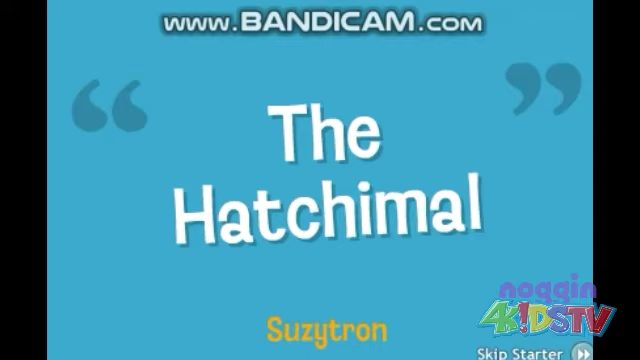 www.BANDICAM.com
“ ”
The
Hatchimal
noggin
4KiDSTV
Suzytron
Skip Starter